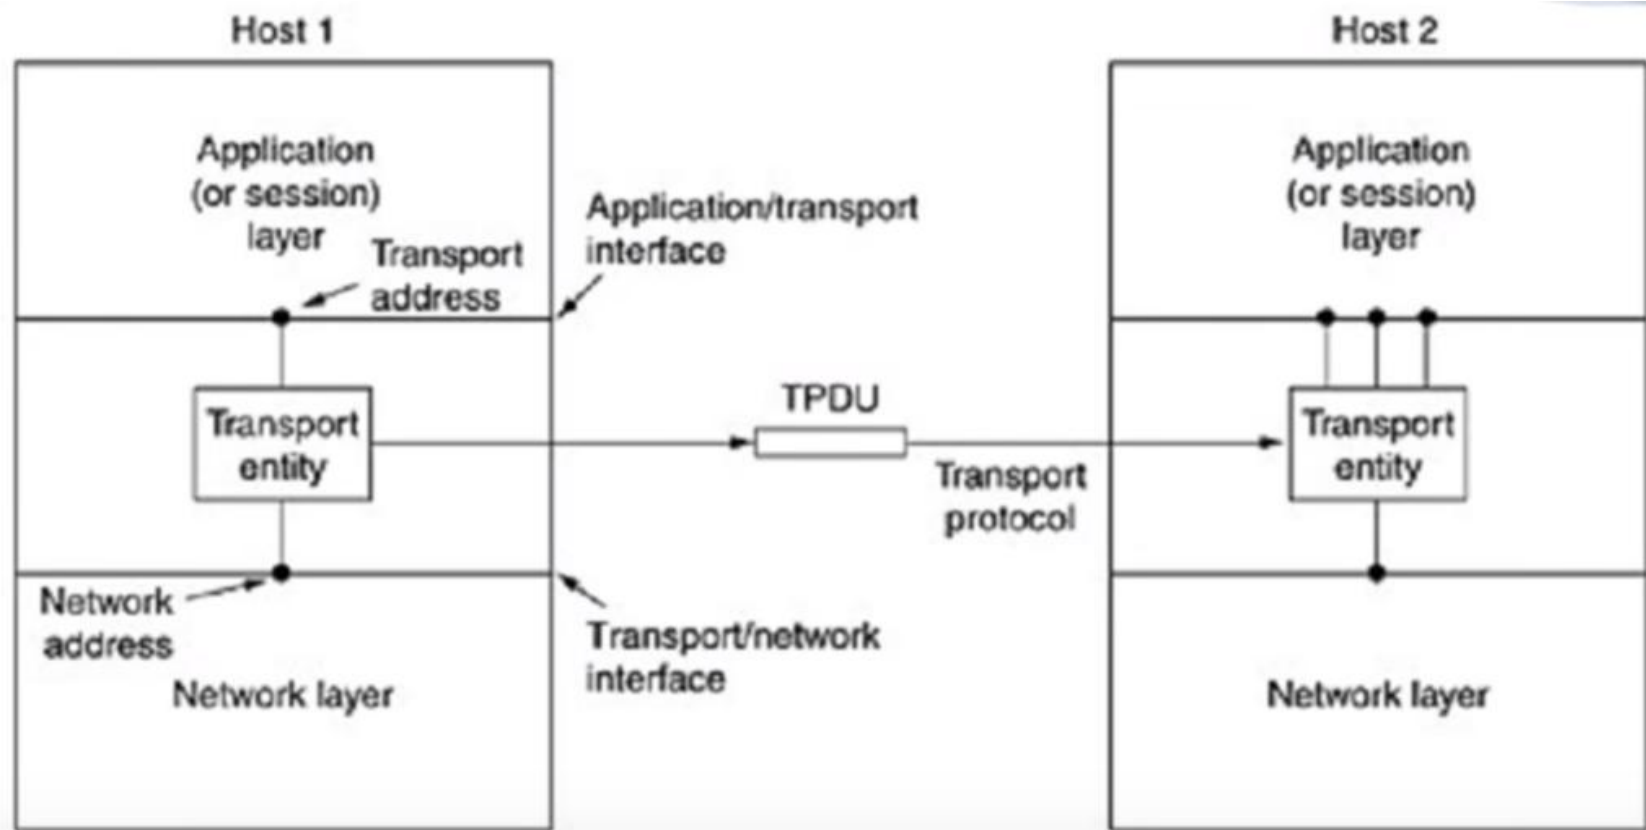 Host 1
Host 2
Application
(or session)
layer
Transport
address
Application/transport
interface
Application
(or session)
layer
Transport
entity
TPDU
Transport
protocol
Transport
entity
Network
address
Network layer
Transport/network
interface
Network layer